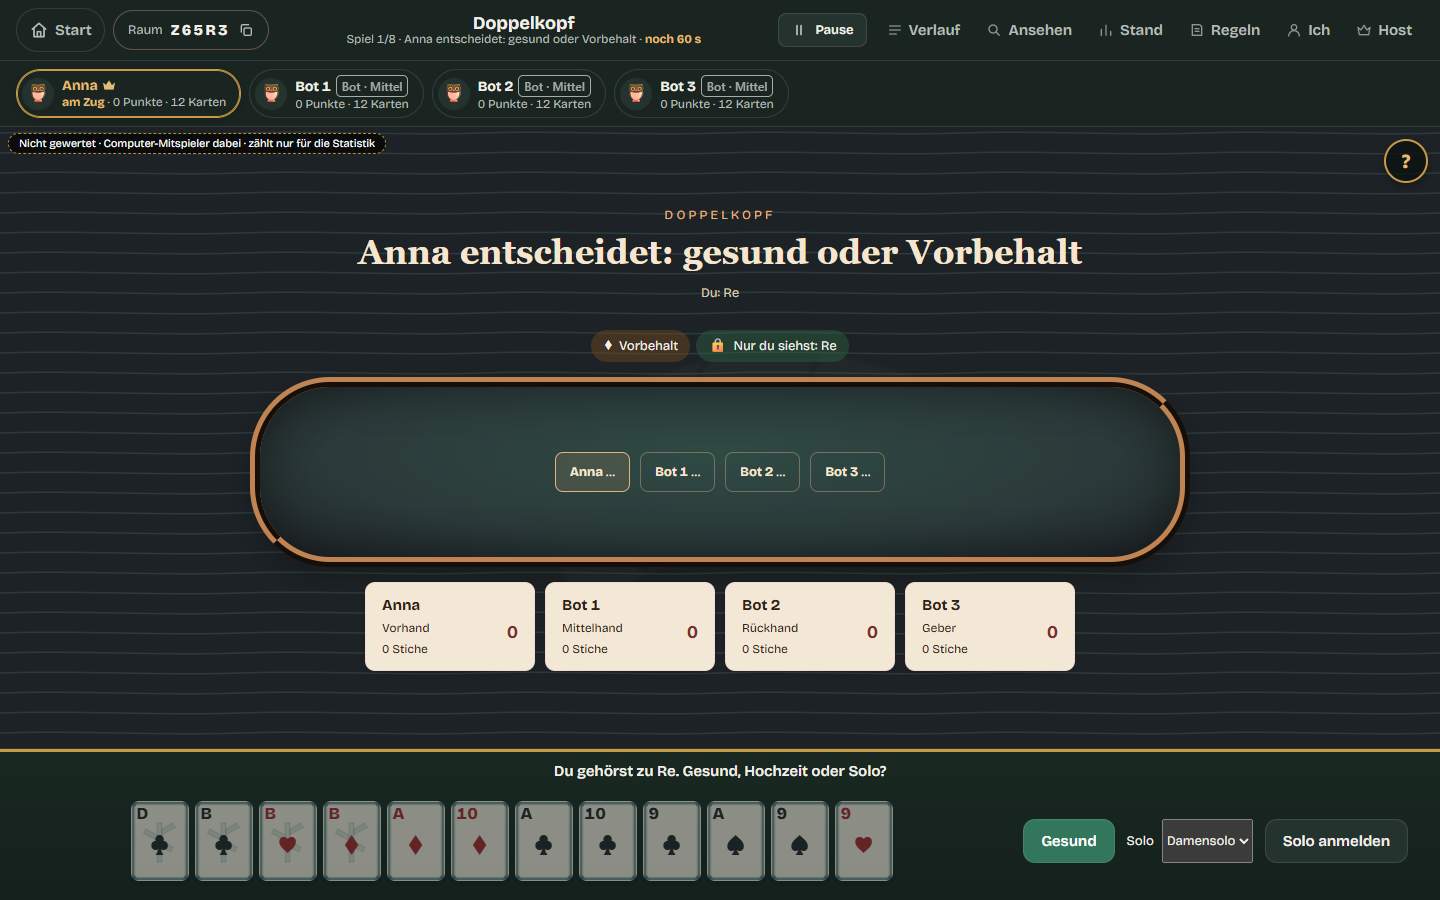 Start
Raum Z65R3
Doppelkopf
Spiel 1/8 · Anna entscheidet: gesund oder Vorbehalt · noch 60 s
Pause
Verlauf
Ansehen
Stand
Regeln
Ich
Host
Anna
am Zug · 0 Punkte · 12 Karten
Bot 1 Bot · Mittel
0 Punkte · 12 Karten
Bot 2 Bot · Mittel
0 Punkte · 12 Karten
Bot 3 Bot · Mittel
0 Punkte · 12 Karten
Nicht gewertet · Computer-Mitspieler dabei · zählt nur für die Statistik
?
DOPPELKOPF
Anna entscheidet: gesund oder Vorbehalt
Du: Re
♦ Vorbehalt
Nur du siehst: Re
Anna ...
Bot 1 ...
Bot 2 ...
Bot 3 ...
Anna
Vorhand
0 Stiche
0
Bot 1
Mittelhand
0 Stiche
0
Bot 2
Rückhand
0 Stiche
0
Bot 3
Geber
0 Stiche
0
Du gehörst zu Re. Gesund, Hochzeit oder Solo?
D
B
B
B
A
10
A
10
9
A
9
9
Gesund
Solo
Damensolo
Solo anmelden